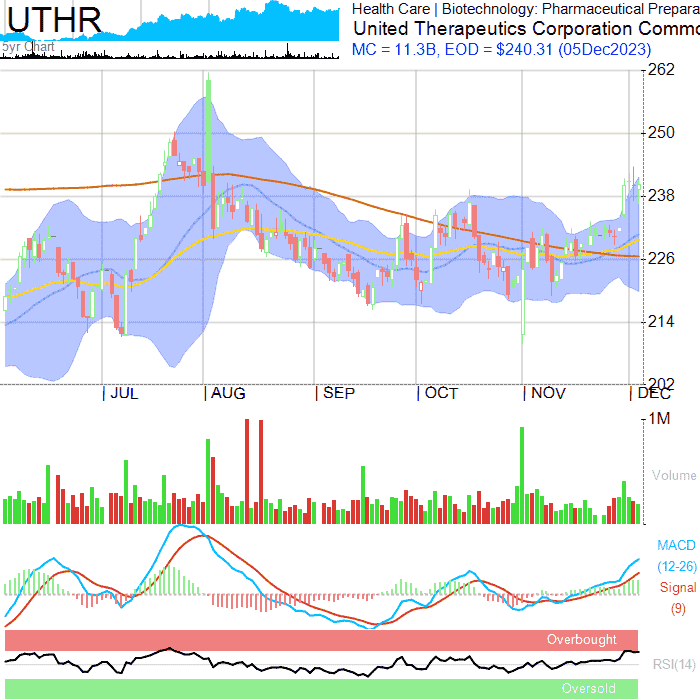 UTHR
5yr Chart
Health Care | Biotechnology: Pharmaceutical Prepara
United Therapeutics Corporation Commo
MC = 11.3B, EOD = $240.31 (05Dec2023)
262
250
238
226
214
202
| JUL | AUG | SEP | OCT | NOV | DEC
1M
Volume
MACD
(12-26)
Signal
(9)
Overbought
RSI(14)
Oversold